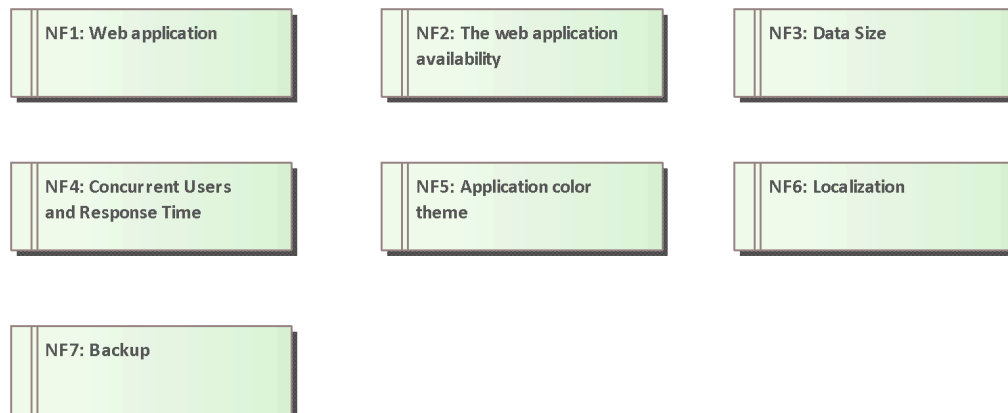 NF1: Web application
NF2: The web application
availability
NF3: Data Size
NF4: Concurrent Users
and Response Time
NF5: Application color
theme
NF6: Localization
NF7: Backup